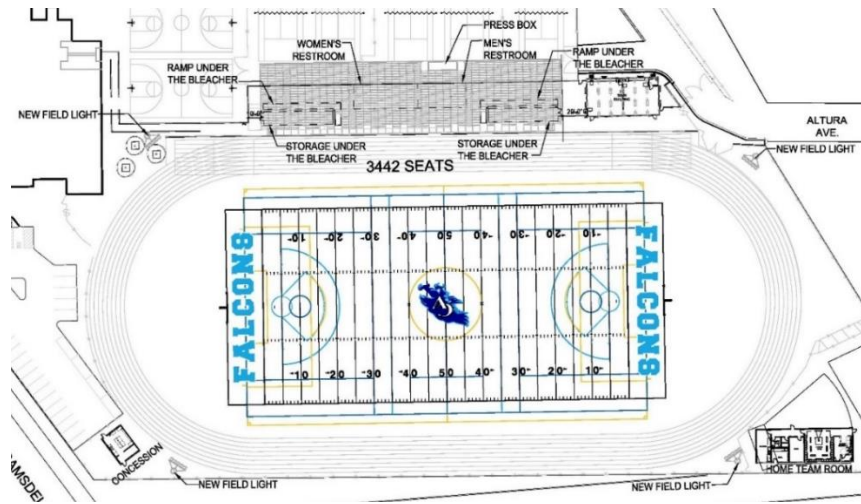 PRESS BOX
WOMEN'S
RESTROOM
MEN'S
RESTROOM
RAMP UNDER
THE BLEACHER
RAMP UNDER
THE BLEACHER
NEW FIELD LIGHT
ALTURA
AVE.
NEW FIELD LIGHT
STORAGE UNDER
THE BLEACHER
STORAGE UNDER
THE BLEACHER
3442 SEATS
-10- -20- -30- -40- 50 -40- -30- -20- -10-
FALCONS
FALCONS
-10- -20- -30- -40- 50 40- 30- 20- 10-
CONCESSION
HOME TEAM ROOM
NEW FIELD LIGHT
NEW FIELD LIGHT
AMSDE